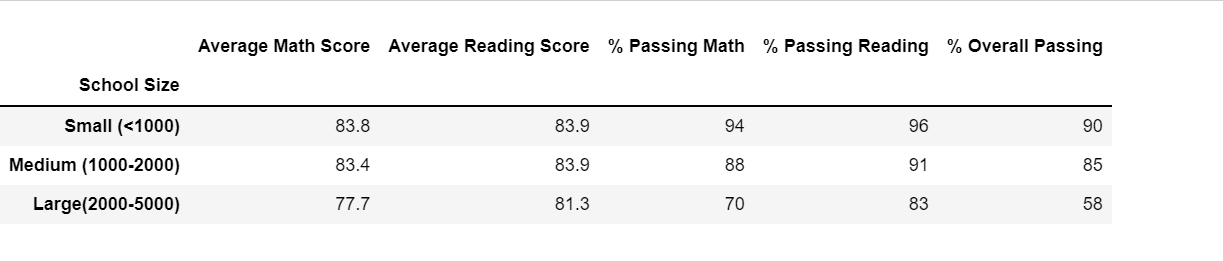 Average Math Score Average Reading Score % Passing Math % Passing Reading % Overall Passing
School Size
Small (<1000) 83.8 83.9 94 96 90
Medium (1000-2000) 83.4 83.9 88 91 85
Large(2000-5000) 77.7 81.3 70 83 58